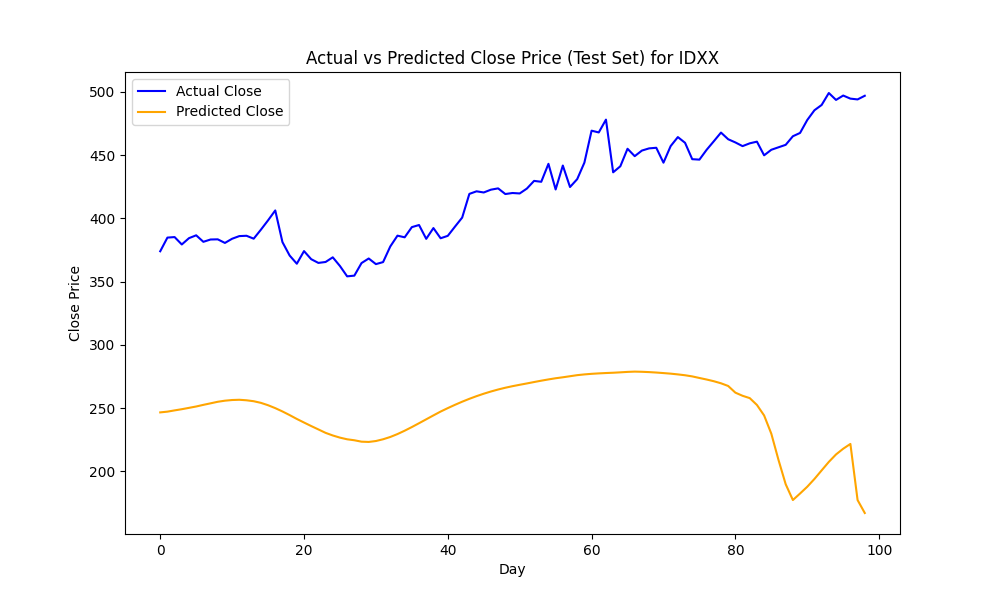 Actual vs Predicted Close Price (Test Set) for IDXX
Actual Close
Predicted Close
Close Price
500
450
400
350
300
250
200
0 20 40 60 80 100
Day